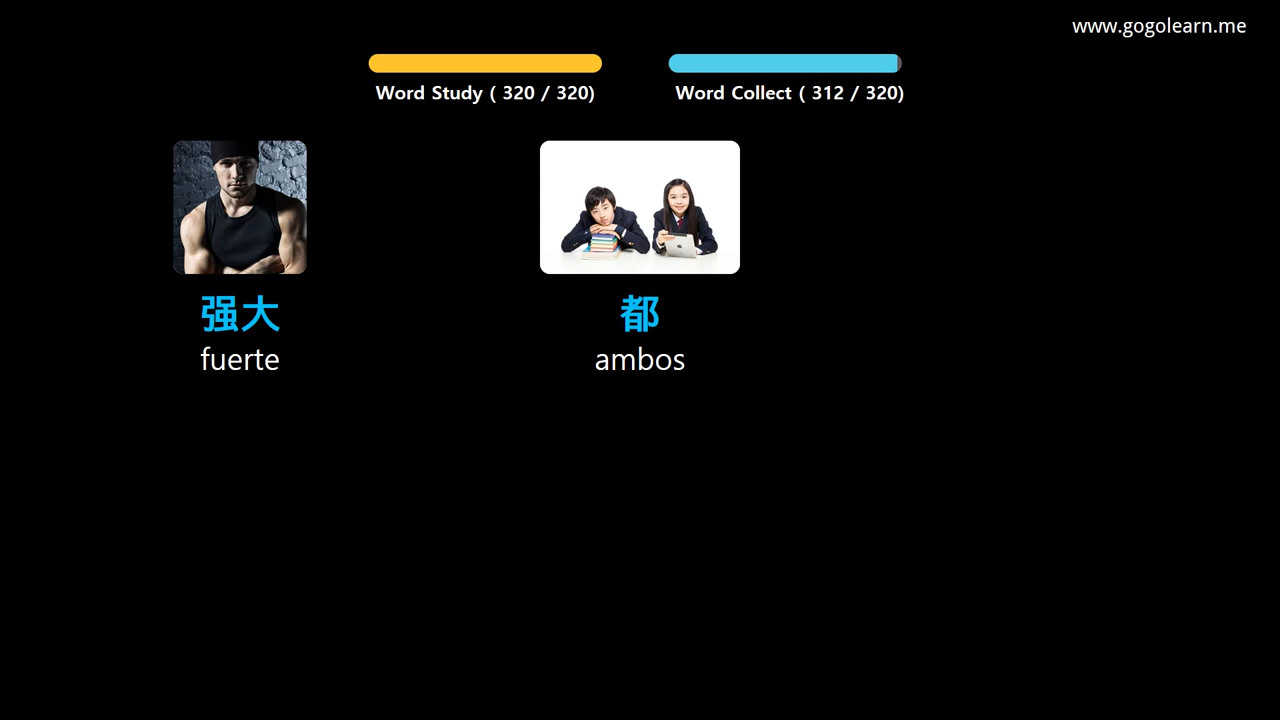 www.gogolearn.me
Word Study ( 320 / 320)
Word Collect ( 312 / 320)
强大
fuerte
都
ambos